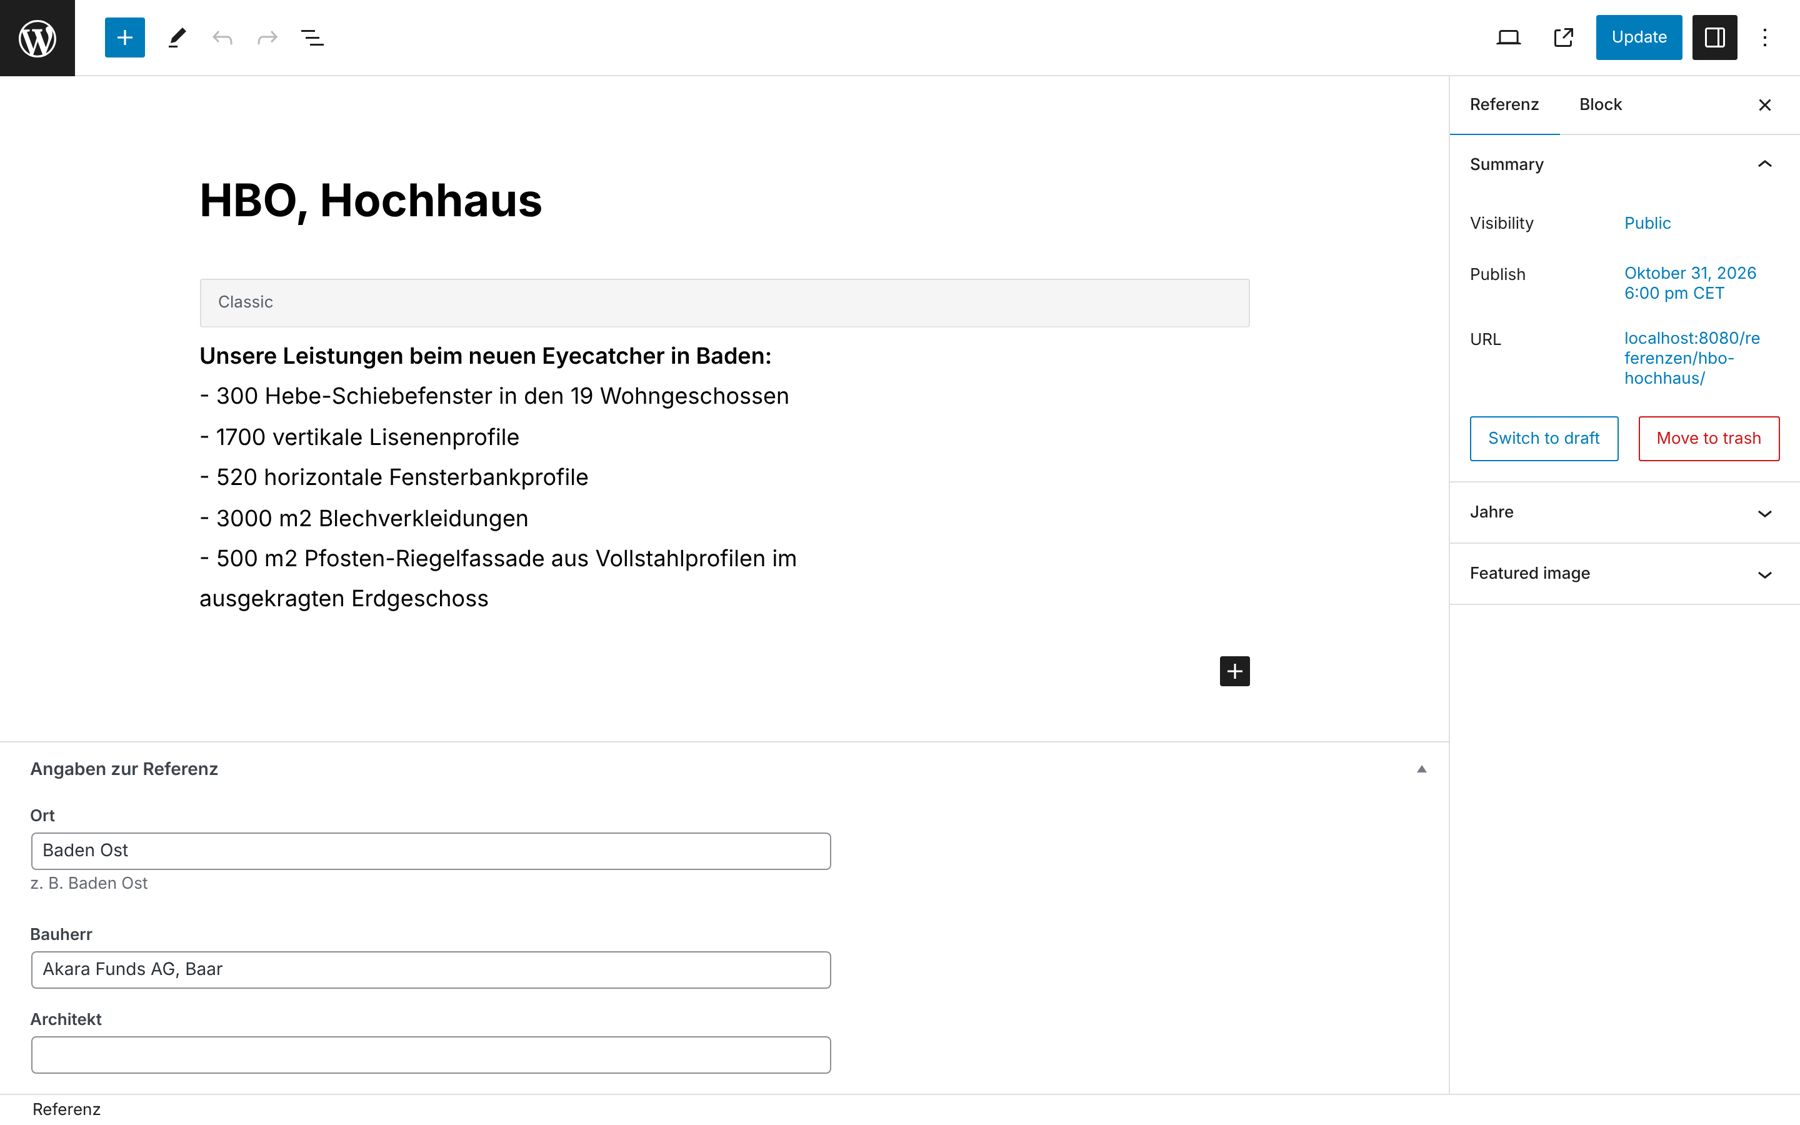 Update
HBO, Hochhaus
Classic
Unsere Leistungen beim neuen Eyecatcher in Baden:
- 300 Hebe-Schiebefenster in den 19 Wohngeschossen
- 1700 vertikale Lisenenprofile
- 520 horizontale Fensterbankprofile
- 3000 m2 Blechverkleidungen
- 500 m2 Pfosten-Riegelfassade aus Vollstahlprofilen im
ausgekragten Erdgeschoss
Angaben zur Referenz
Ort
Baden Ost
z. B. Baden Ost
Bauherr
Akara Funds AG, Baar
Architekt
Referenz
Referenz Block
Summary
Visibility Public
Publish Oktober 31, 2026
6:00 pm CET
URL localhost:8080/re
ferenzen/hbo-
hochhaus/
Switch to draft Move to trash
Jahre
Featured image